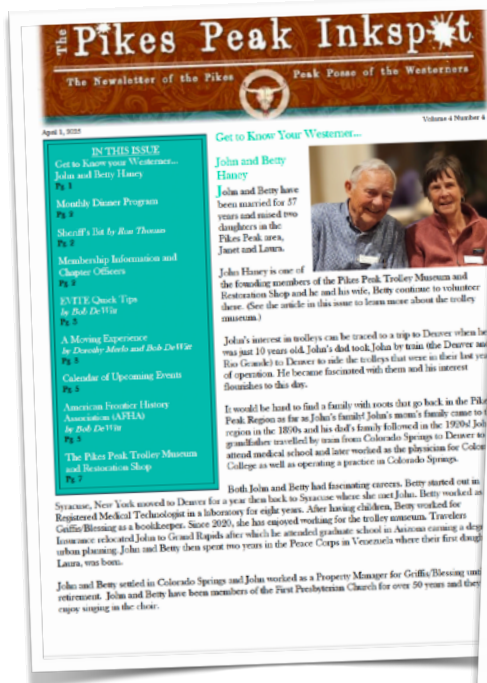 The Pikes Peak Inkspot
The Newsletter of the Pikes Peak Posse of the Westerners
April 1, 2025
Volume 4 Number 4
IN THIS ISSUE
Get to Know your Westerner...
John and Betty Haney
Pg. 1
Monthly Dinner Program
Pg. 2
Sheriff's Bit by Ron Thomas
Pg. 2
Membership Information and
Chapter Officers
Pg. 2
EVITE Quick Tips
by Bob DeWitt
Pg. 3
A Moving Experience
by Dorothy Mierlo and Bob DeWitt
Pg. 3
Calendar of Upcoming Events
Pg. 5
American Frontier History
Association (AFHA)
by Bob DeWitt
Pg. 5
The Pikes Peak Trolley Museum
and Restoration Shop
Pg. 7
Get to Know Your Westerner...
John and Betty
Haney
John and Betty have
been married for 57
years and raised two
daughters in the
Pikes Peak area,
Janet and Laura.
John Haney is one of
the founding members of the Pikes Peak Trolley Museum and
Restoration Shop and he and his wife, Betty continue to volunteer
there. (See the article in this issue to learn more about the trolley
museum.)
John's interest in trolleys can be traced to a trip to Denver when he
was just 10 years old. John's dad took John by train (the Denver and
Rio Grande) to Denver to ride the trolleys that were in their last
of operation. He became fascinated with them and his interest
flourishes to this day.
It would be hard to find a family with roots that go back in the
Peak Region as far as John's family! John's mom's family came to
region in the 1890s and his dad's family followed in the 1920s!
grandfather travelled by train from Colorado Springs to Denver to
attend medical school and later worked as the physician for
College as well as operating a practice in Colorado Springs.
Both John and Betty had fascinating careers. Betty started out in
Syracuse, New York moved to Denver for a year then back to Syracuse where she met John. Betty worked as
Registered Medical Technologist in a laboratory for eight years. After having children, Betty worked for
Griffis/Blessing as a bookkeeper. Since 2020, she has enjoyed working for the trolley museum. Travelers
Insurance relocated John to Grand Rapids after which he attended graduate school in Arizona earning a
urban planning. John and Betty then spent two years in the Peace Corps in Venezuela where their first
Laura, was born.
John and Betty settled in Colorado Springs and John worked as a Property Manager for Griffis/Blessing
retirement. John and Betty have been members of the First Presbyterian Church for over 50 years and they
enjoy singing in the choir.